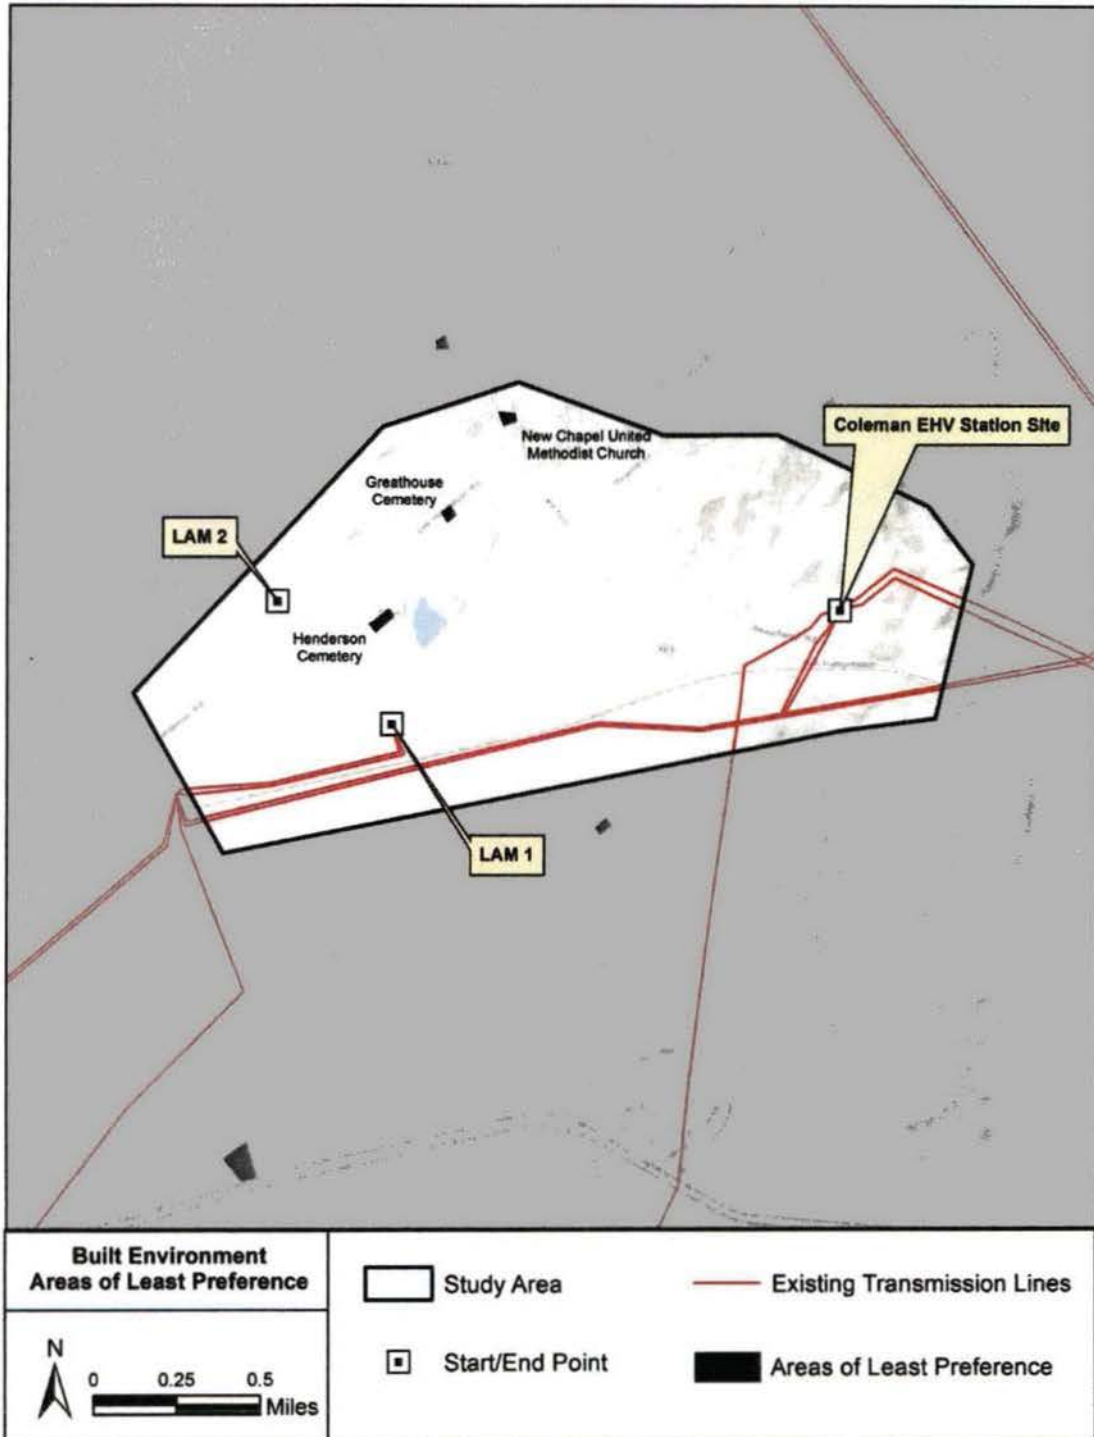 New Chapel United
Methodist Church
Coleman EHV Station Site
Greathouse
Cemetery
LAM 2
Henderson
Cemetery
LAM 1
Built Environment
Areas of Least Preference
N
0 0.25 0.5
Miles
Study Area
Existing Transmission Lines
Start/End Point
Areas of Least Preference